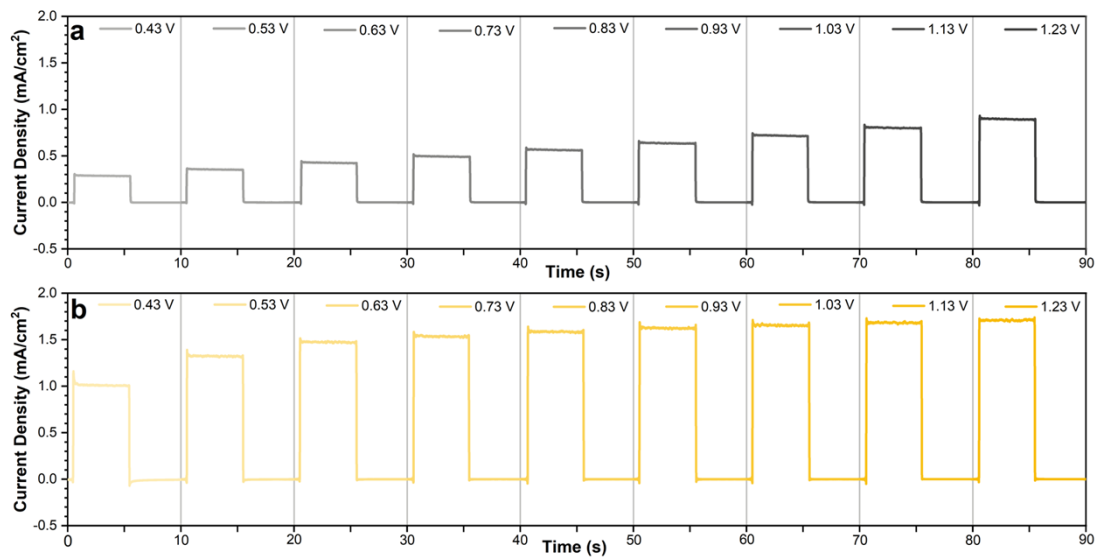 a
0.43 V 0.53 V 0.63 V 0.73 V 0.83 V 0.93 V 1.03 V 1.13 V 1.23 V
Current Density (mA/cm²)
2.0
1.5
1.0
0.5
0.0
-0.5
0 10 20 30 40 50 60 70 80 90
Time (s)
b
0.43 V 0.53 V 0.63 V 0.73 V 0.83 V 0.93 V 1.03 V 1.13 V 1.23 V
Current Density (mA/cm²)
2.0
1.5
1.0
0.5
0.0
-0.5
0 10 20 30 40 50 60 70 80 90
Time (s)